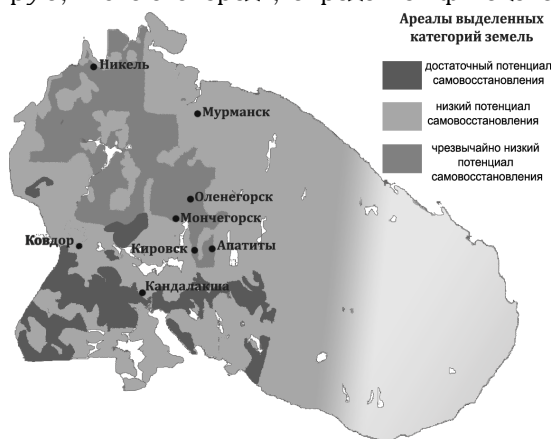 Ареалы выделенных
категорий земель
достаточный потенциал
самовосстановления
низкий потенциал
самовосстановления
чрезвычайно низкий
потенциал
самовосстановления
Никель
Мурманск
Оленегорск
Мончегорск
Ковдор
Кировск
Апатиты
Кандалакша